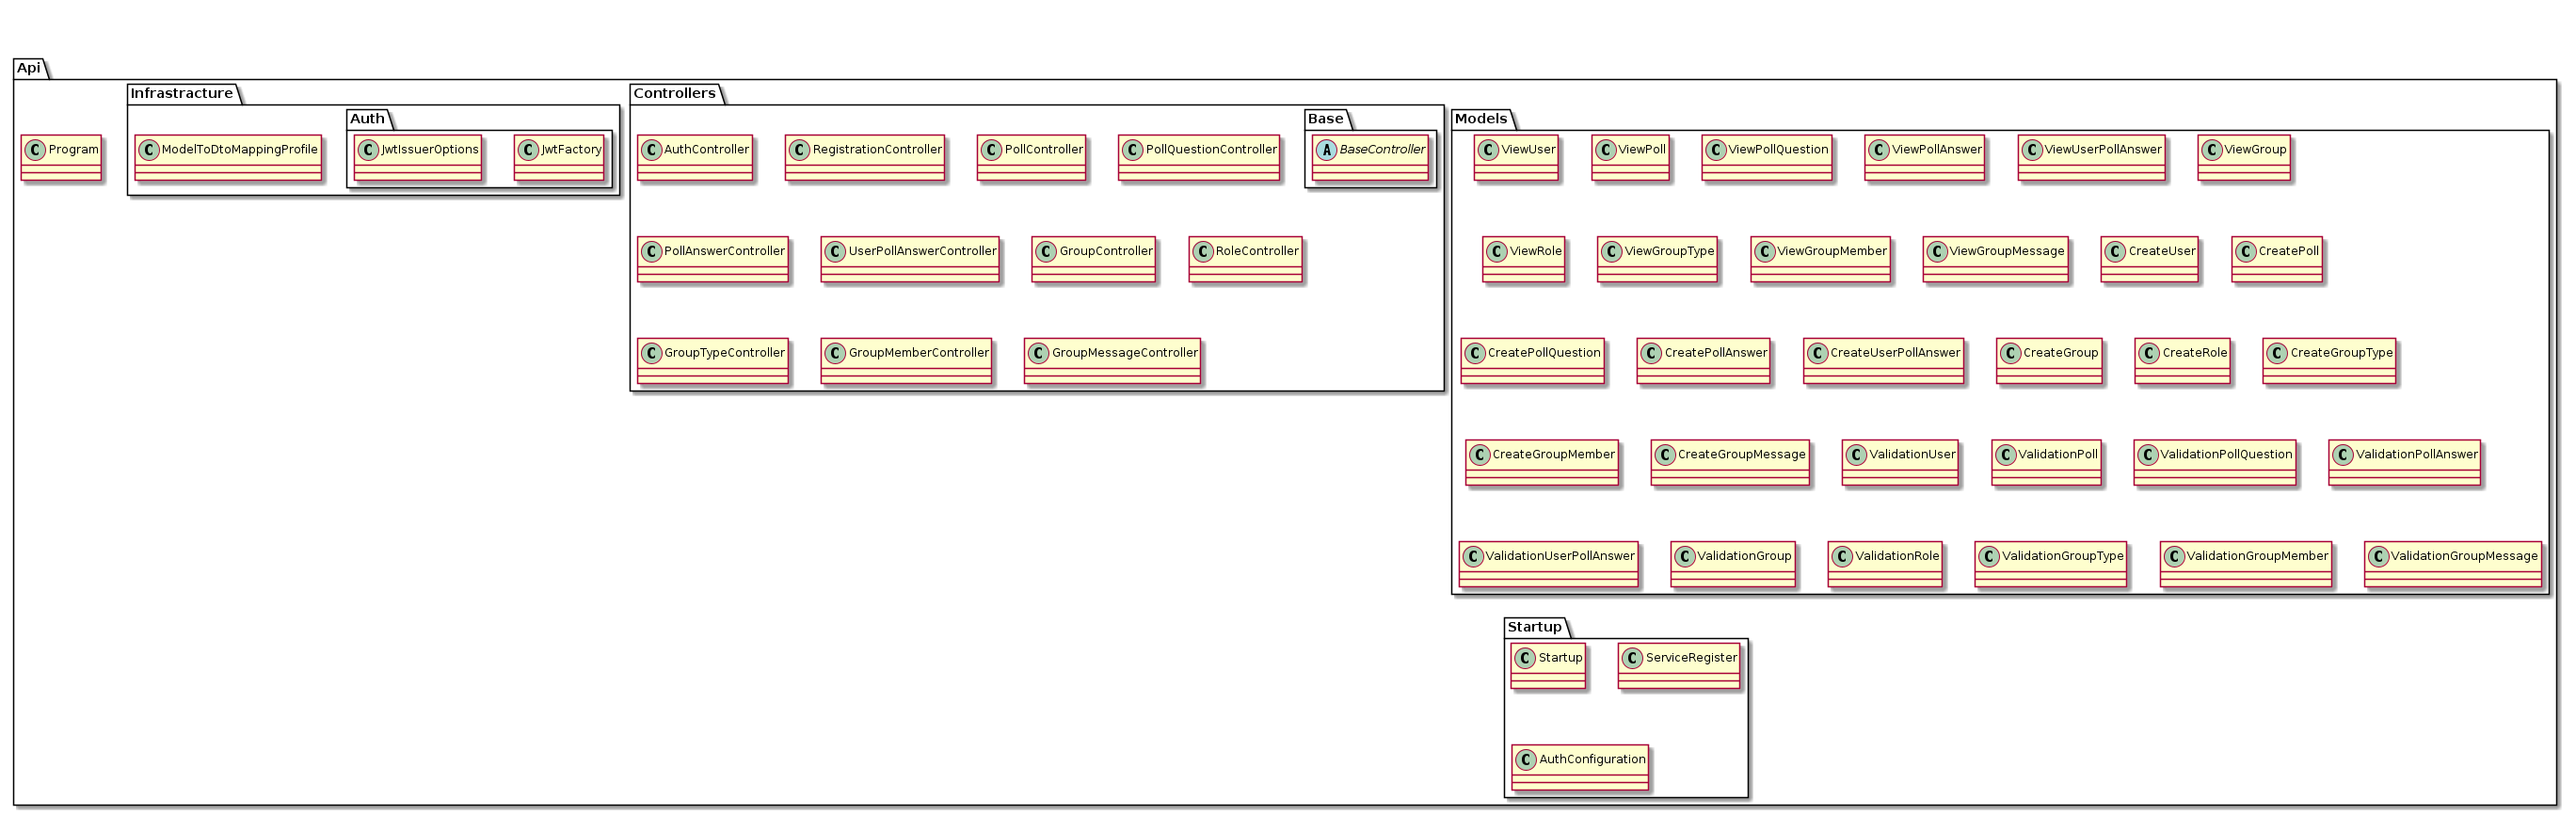 Api
Program
Infrastracture
C ModelToDtoMappingProfile
Auth
C JwtIssuerOptions
C JwtFactory
Controllers
C AuthController
C RegistrationController
C PollController
C PollQuestionController
Base
A BaseController
C PollAnswerController
C UserPollAnswerController
C GroupController
C RoleController
C GroupTypeController
C GroupMemberController
C GroupMessageController
Models
C ViewUser
C ViewPoll
C ViewPollQuestion
C ViewPollAnswer
C ViewUserPollAnswer
C ViewGroup
C ViewRole
C ViewGroupType
C ViewGroupMember
C ViewGroupMessage
C CreateUser
C CreatePoll
C CreatePollQuestion
C CreatePollAnswer
C CreateUserPollAnswer
C CreateGroup
C CreateRole
C CreateGroupType
C CreateGroupMember
C CreateGroupMessage
C ValidationUser
C ValidationPoll
C ValidationPollQuestion
C ValidationPollAnswer
C ValidationUserPollAnswer
C ValidationGroup
C ValidationRole
C ValidationGroupType
C ValidationGroupMember
C ValidationGroupMessage
Startup
C Startup
C ServiceRegister
C AuthConfiguration